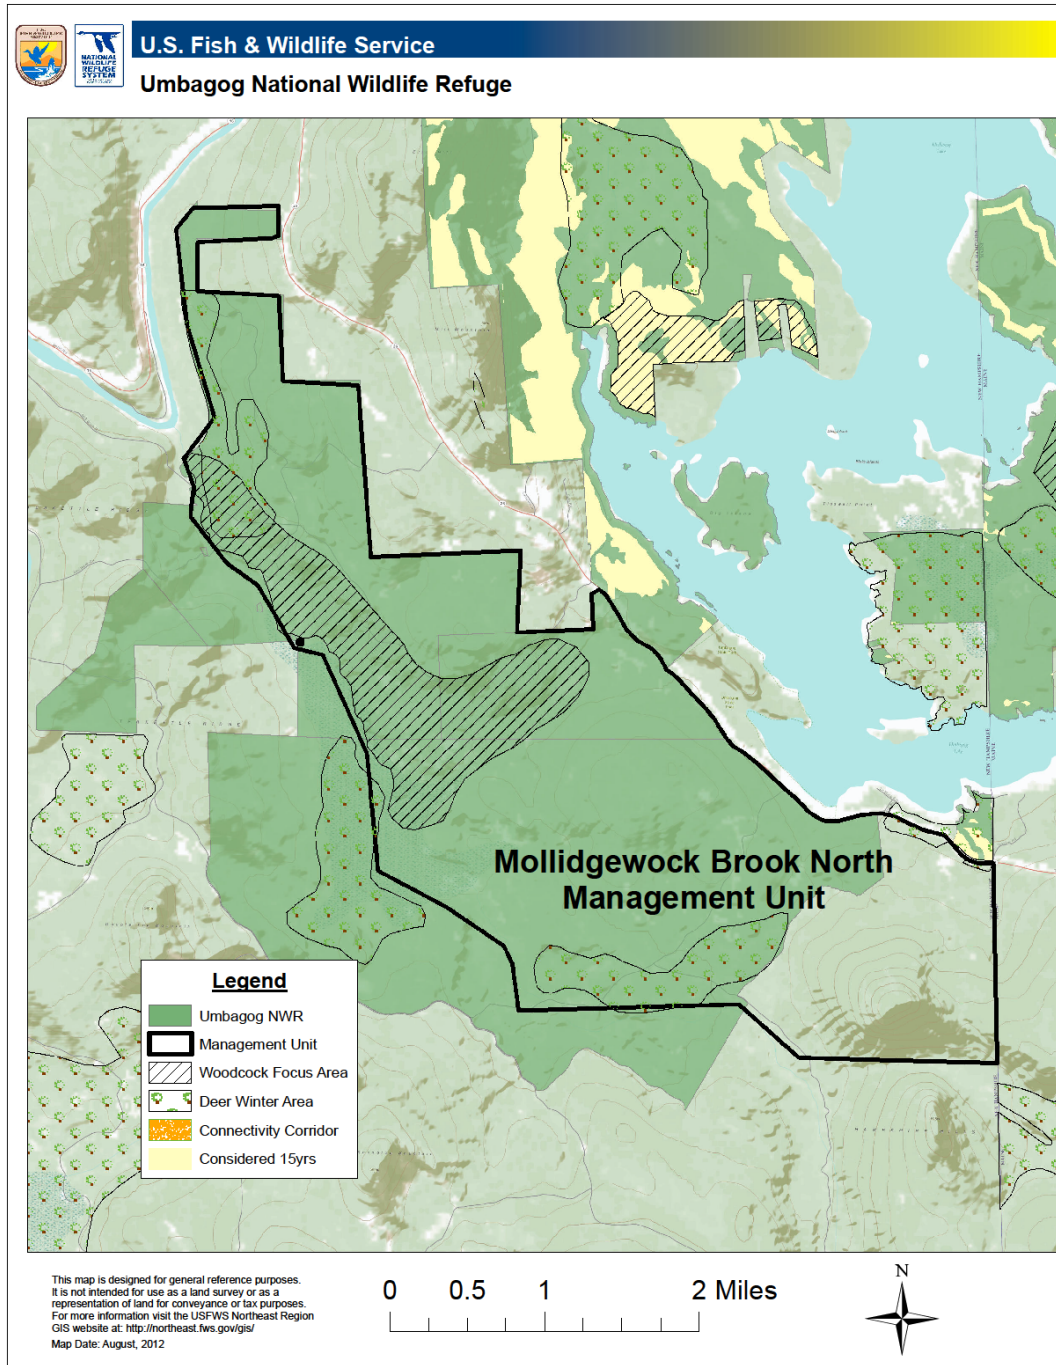 U.S. Fish & Wildlife Service
NATIONAL
WILDLIFE
REFUGE
SYSTEM
Umbagog National Wildlife Refuge
Mollidgewock Brook North
Management Unit
Legend
Umbagog NWR
Management Unit
Woodcock Focus Area
Deer Winter Area
Connectivity Corridor
Considered 15yrs
This map is designed for general reference purposes.
It is not intended for use as a land survey or as a
representation of land for conveyance or tax purposes.
For more information visit the USFWS Northeast Region
GIS website at: http://northeast.fws.gov/gis/
Map Date: August, 2012
0 0.5 1 2 Miles
N